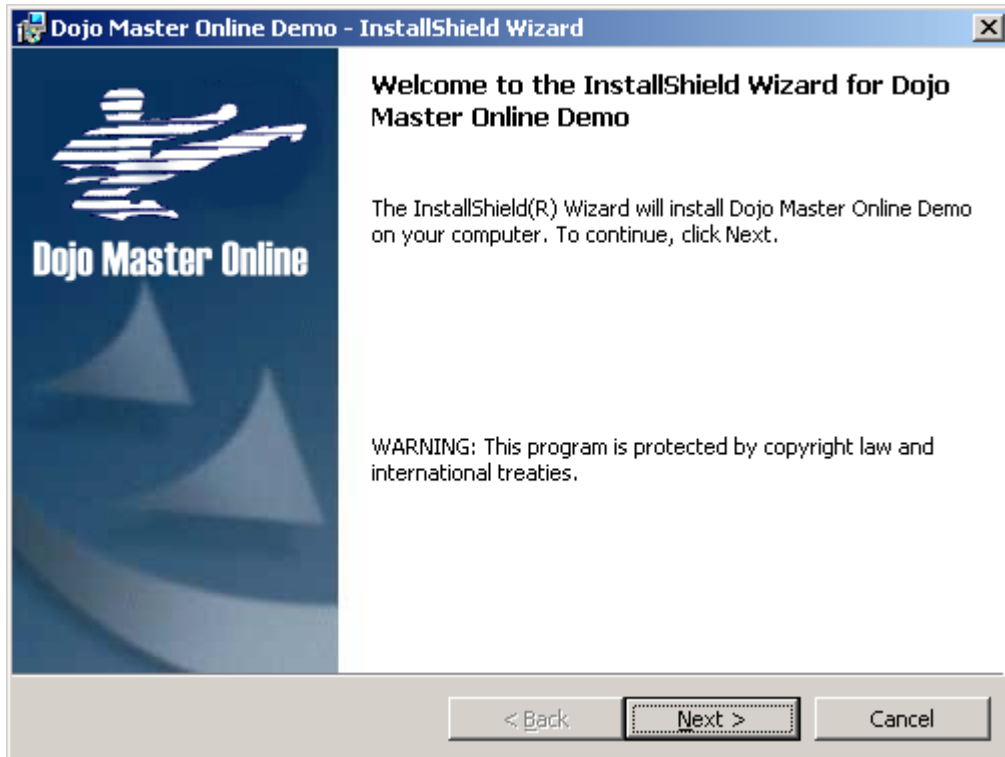 Dojo Master Online Demo - InstallShield Wizard
Welcome to the InstallShield Wizard for Dojo
Master Online Demo
Dojo Master Online
The InstallShield(R) Wizard will install Dojo Master Online Demo
on your computer. To continue, click Next.
WARNING: This program is protected by copyright law and
international treaties.
< Back
Next >
Cancel